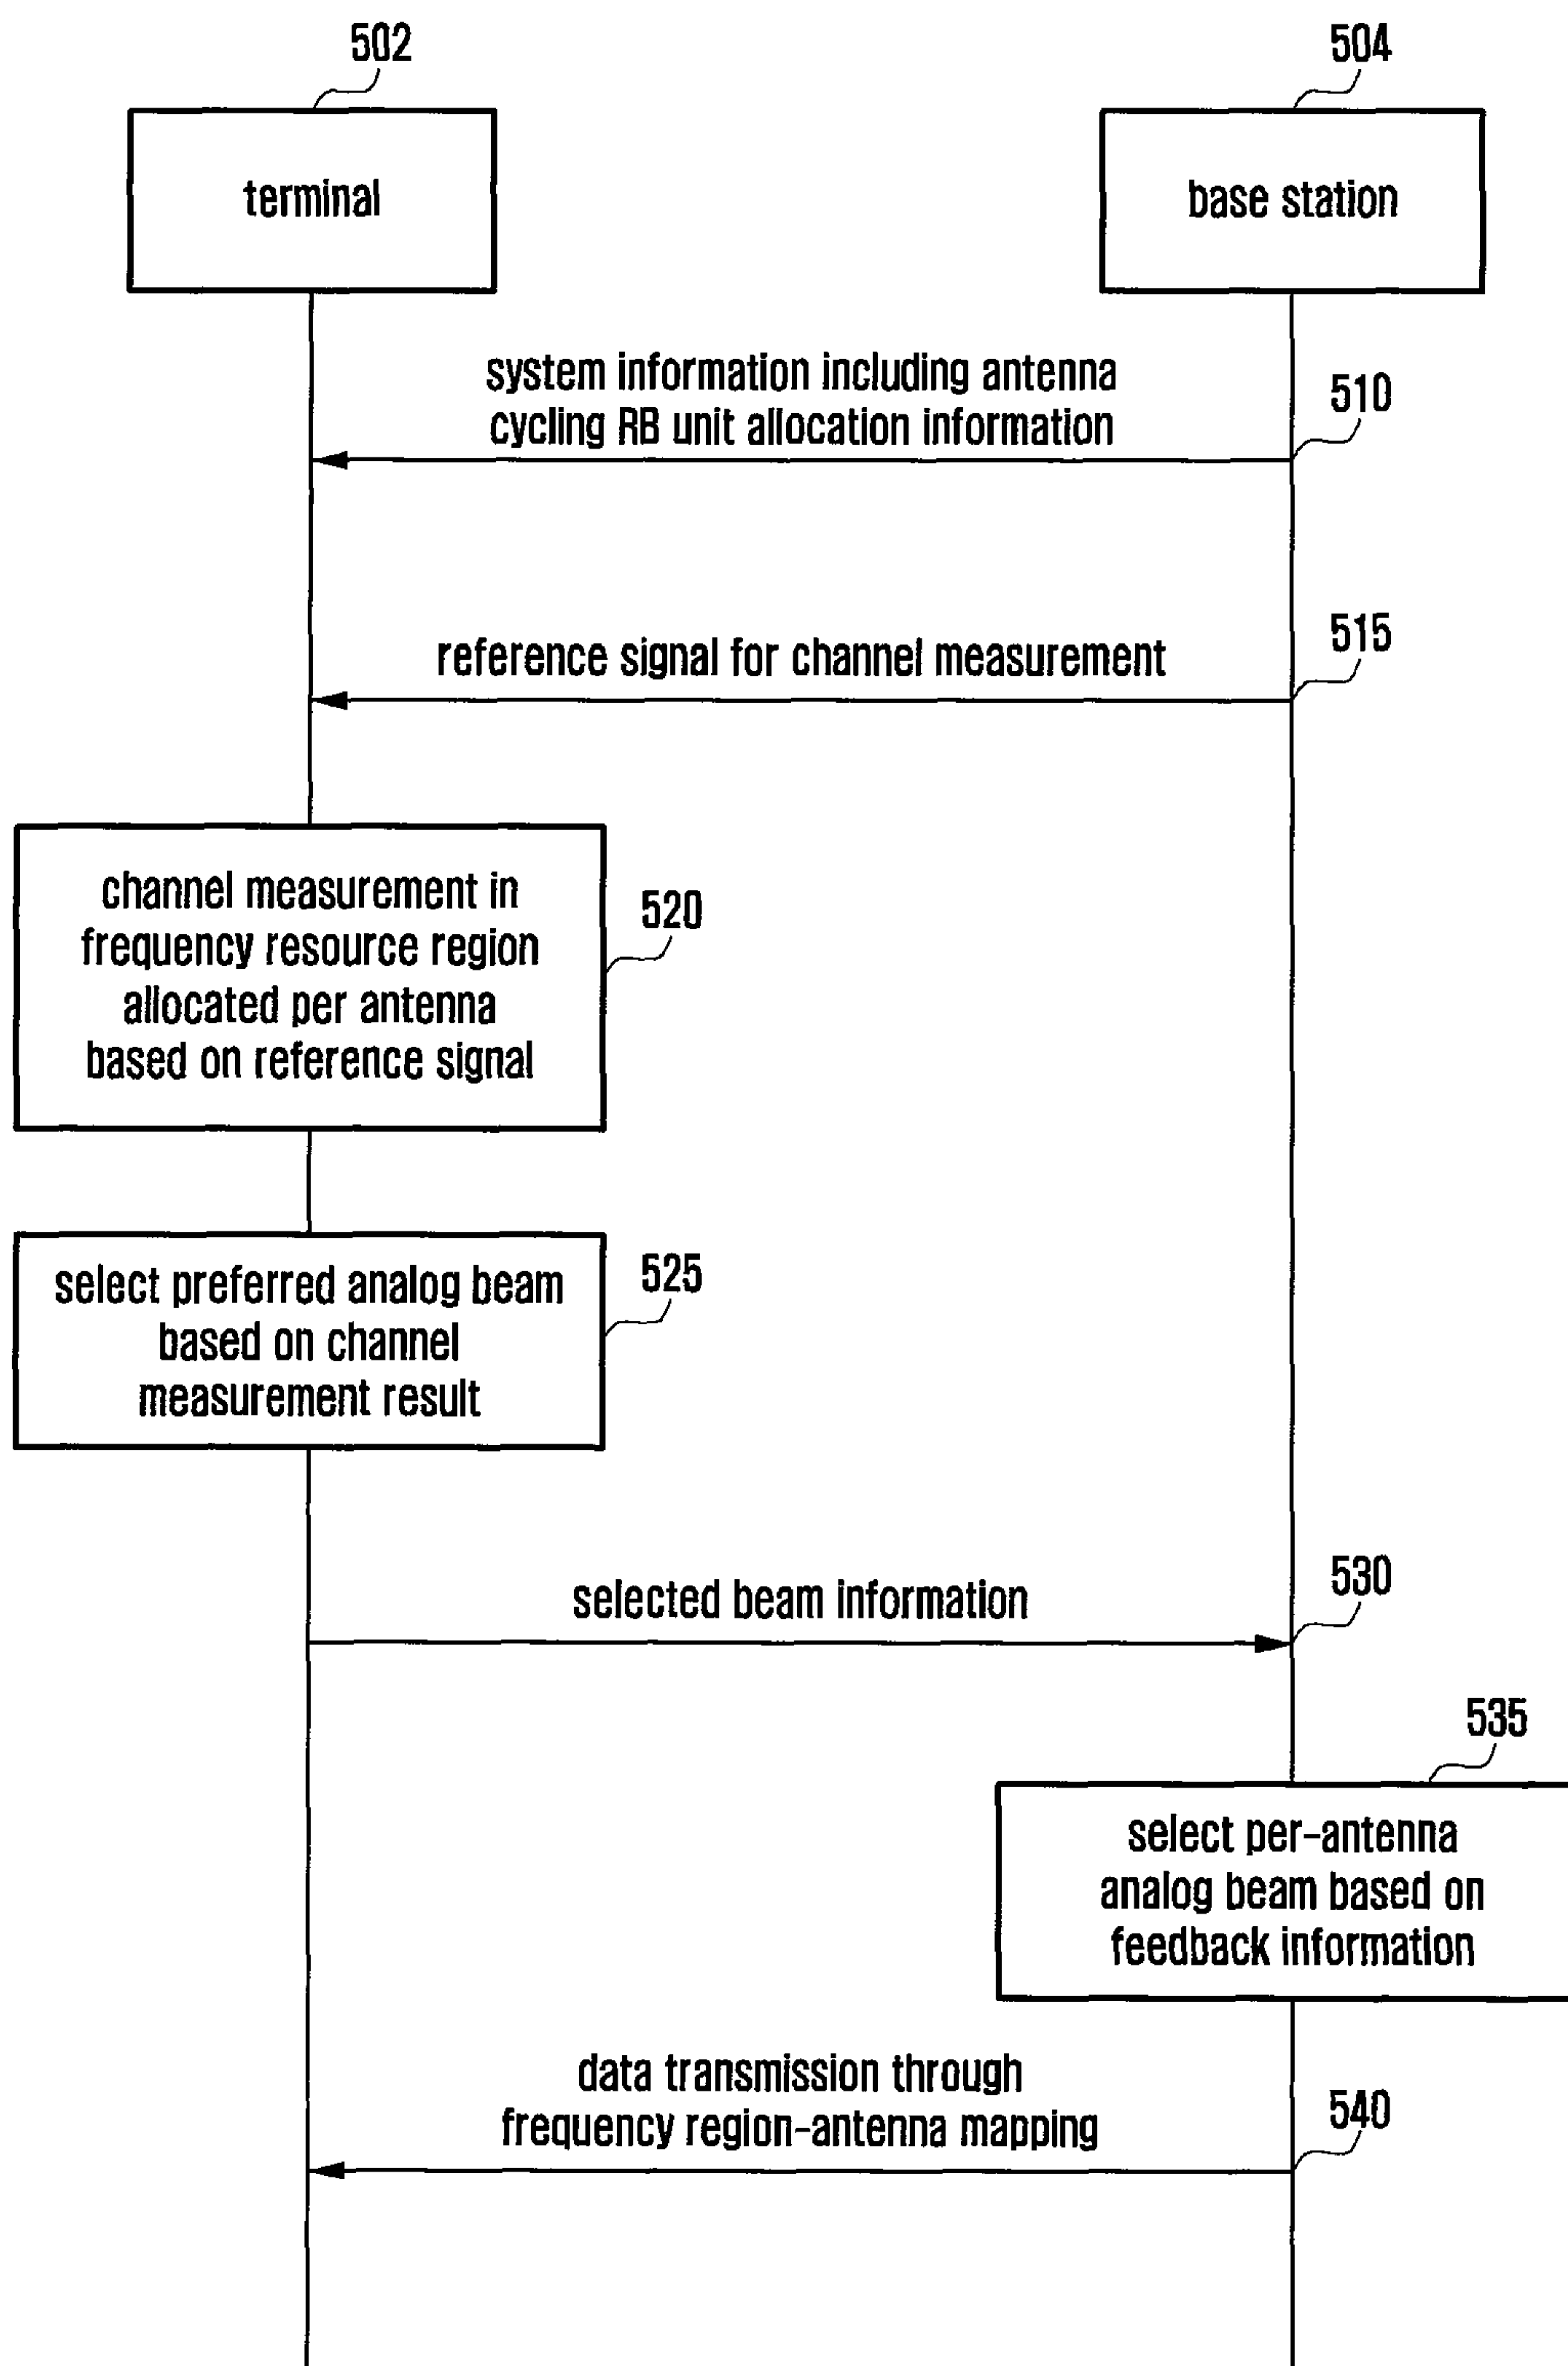 502
504
terminal
base station
system information including antenna
cycling RB unit allocation information
510
reference signal for channel measurement
515
channel measurement in
frequency resource region
allocated per antenna
based on reference signal
520
select preferred analog beam
based on channel
measurement result
525
selected beam information
530
535
select per-antenna
analog beam based on
feedback information
data transmission through
frequency region-antenna mapping
540